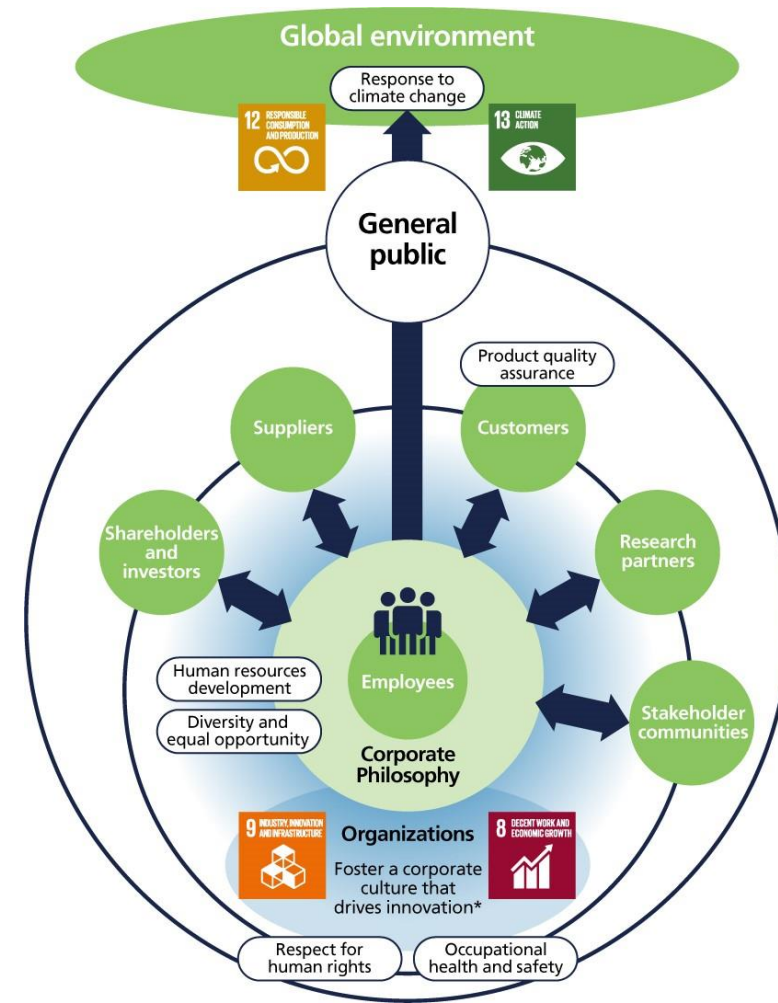 Global environment
Response to
climate change
12 RESPONSIBLE
CONSUMPTION
AND PRODUCTION
13 CLIMATE
ACTION
General
public
Product quality
assurance
Suppliers
Customers
Shareholders
and
investors
Research
partners
Human resources
development
Employees
Diversity and
equal opportunity
Stakeholder
communities
Corporate
Philosophy
9 INDUSTRY, INNOVATION
AND INFRASTRUCTURE
Organizations
8 DECENT WORK AND
ECONOMIC GROWTH
Foster a corporate
culture that
drives innovation*
Respect for
human rights
Occupational
health and safety